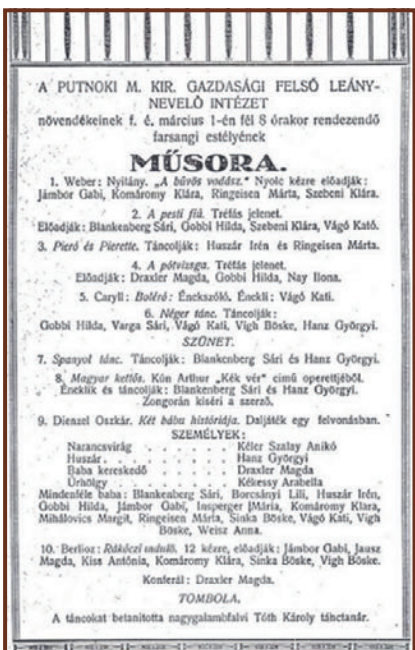 A PUTNOKI M. KIR. GAZDASÁGI FELSŐ LEÁNY-
NEVELŐ INTÉZET
növendékeinek f. é. március 1-én fél 8 órakor rendezendő
farsangi estélyének
MŰSORA.
1. Weber: Nyitány. „A bűvös vadász." Nyolc kézre előadják:
Jámbor Gabi, Komáromy Klára, Ringeisen Márta, Szebeni Klára.
2. A pesti fiú. Tréfás jelenet.
Előadják: Blankenberg Sári, Gobbi Hilda, Szebeni Klára, Vágó Kató.
3. Pieró és Pierette. Táncolják: Huszár Irén és Ringeisen Márta.
4. A pótvizsga. Tréfás jelenet.
Előadják: Draxler Magda, Gobbi Hilda, Nay Ilona.
5. Caryll: Boléró: Énekszóló. Énekli: Vágó Kati.
6. Néger tánc. Táncolják:
Gobbi Hilda, Varga Sári, Vágó Kati, Vigh Böske, Hanz Györgyi.
SZÜNET.
7. Spanyol tánc. Táncolják: Blankenberg Sári és Hanz Györgyi.
8. Magyar kettős. Kún Arthur „Kék vér" című operettjéből.
Éneklik és táncolják: Blankenberg Sári és Hanz Györgyi.
Zongorán kiséri a szerző.
9. Dienzel Oszkár. Két bába históriája. Daljáték egy felvonásban.
SZEMÉLYEK:
Narancsvirág . . . . . . Kéler Szalay Anikó
Huszár . . . . . . . Hanz Györgyi
Baba kereskedő . . . . . Draxler Magda
Űrhölgy . . . . . . . Kékessy Arabella
Mindenféle baba: Blankenberg Sári, Borcsányi Lili, Huszár Irén,
Gobbi Hilda, Jámbor Gabi, Insperger Mária, Komáromy Klara,
Mihálovics Margit, Ringeisen Márta, Sinka Böske, Vágó Kati, Vigh
Böske, Weisz Anna.
10. Berlioz: Rákóczi induló. 12 kézre, előadják: Jámbor Gabi, Jausz
Magda, Kiss Antónia, Komáromy Klára, Sinka Böske, Vigh Böske.
Konferál: Draxler Magda.
TOMBOLA.
A táncokat betanította nagygalambfalvi Tóth Károly táhctanár.